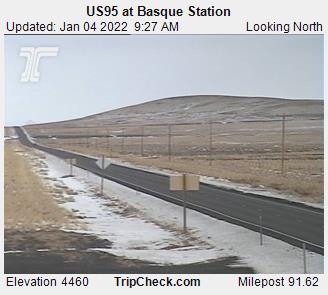 US95 at Basque Station
Updated: Jan 04 2022 9:27 AM Looking North
Elevation 4460 TripCheck.com Milepost 91.62